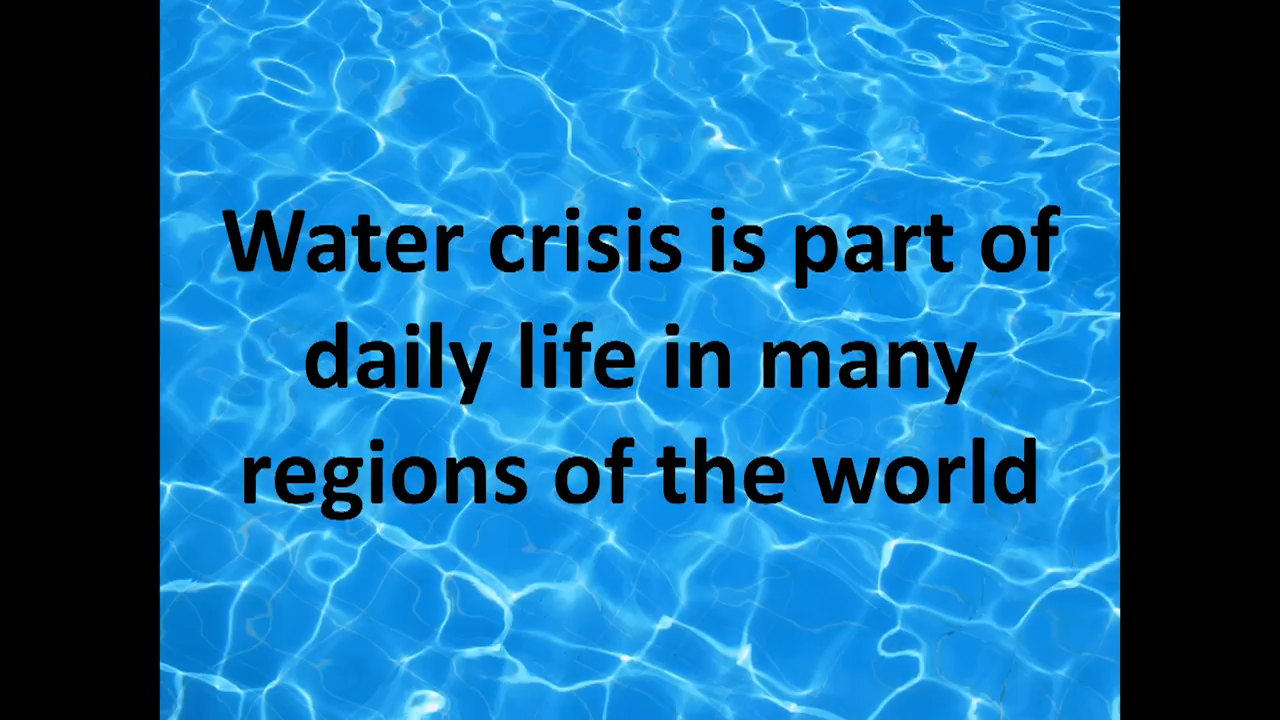 Water crisis is part of
daily life in many
regions of the world